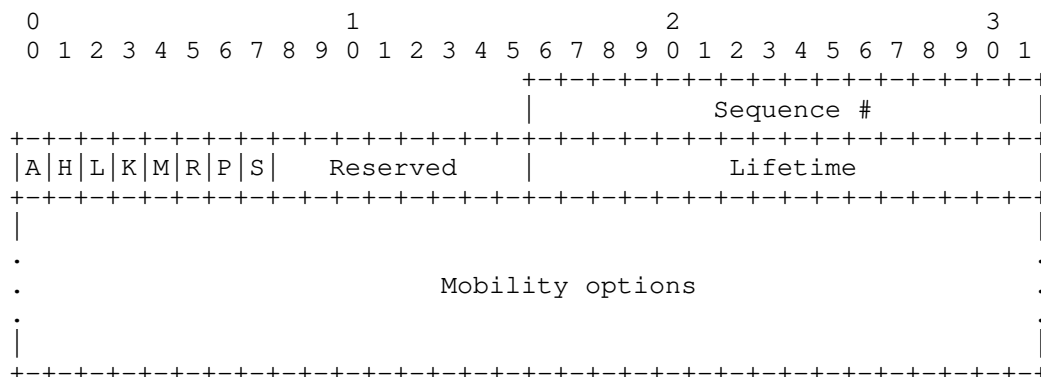 0                   1                   2                   3
 0 1 2 3 4 5 6 7 8 9 0 1 2 3 4 5 6 7 8 9 0 1 2 3 4 5 6 7 8 9 0 1
                                +-+-+-+-+-+-+-+-+-+-+-+-+-+-+-+-+
                                |          Sequence #           |
+-+-+-+-+-+-+-+-+-+-+-+-+-+-+-+-+-+-+-+-+-+-+-+-+-+-+-+-+-+-+-+-+
|A|H|L|K|M|R|P|S|   Reserved    |           Lifetime            |
+-+-+-+-+-+-+-+-+-+-+-+-+-+-+-+-+-+-+-+-+-+-+-+-+-+-+-+-+-+-+-+-+
|                                                               |
.                                                               .
.                          Mobility options                     .
.                                                               .
|                                                               |
+-+-+-+-+-+-+-+-+-+-+-+-+-+-+-+-+-+-+-+-+-+-+-+-+-+-+-+-+-+-+-+-+